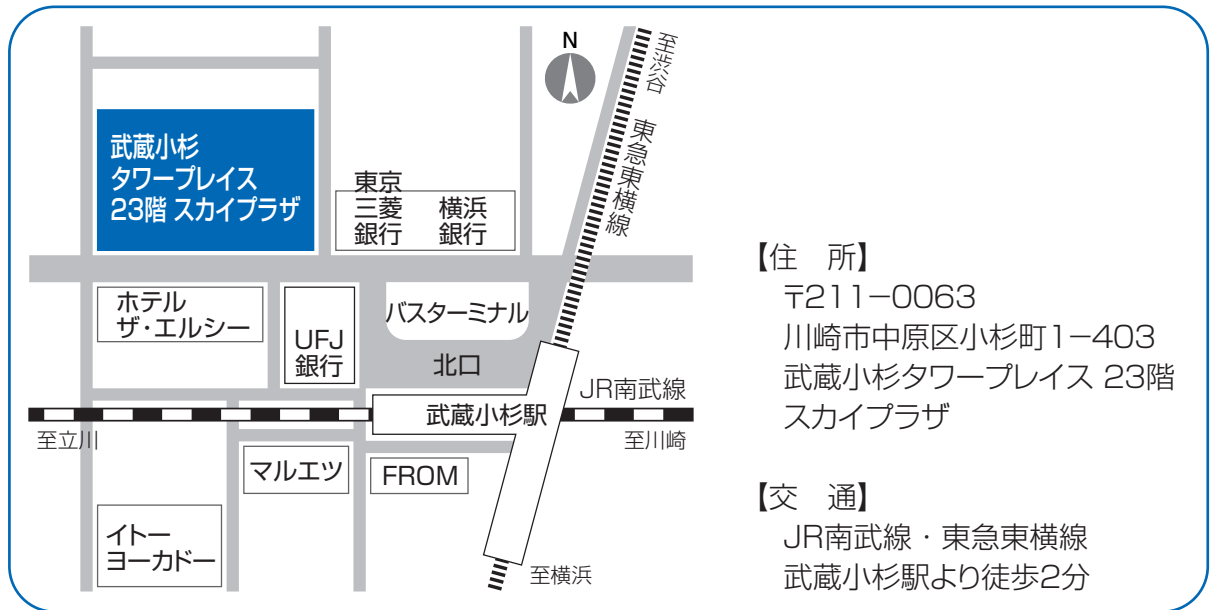 N
至渋谷
東急東横線
武蔵小杉
タワープレイス
23階 スカイプラザ
東京
三菱
銀行
横浜
銀行
ホテル
ザ・エルシー
UFJ
銀行
バスターミナル
北口
JR南武線
武蔵小杉駅
至立川
至川崎
マルエツ
FROM
イトー
ヨーカドー
至横浜
【住　所】
〒211−0063
川崎市中原区小杉町1−403
武蔵小杉タワープレイス 23階
スカイプラザ
【交　通】
JR南武線・東急東横線
武蔵小杉駅より徒歩2分